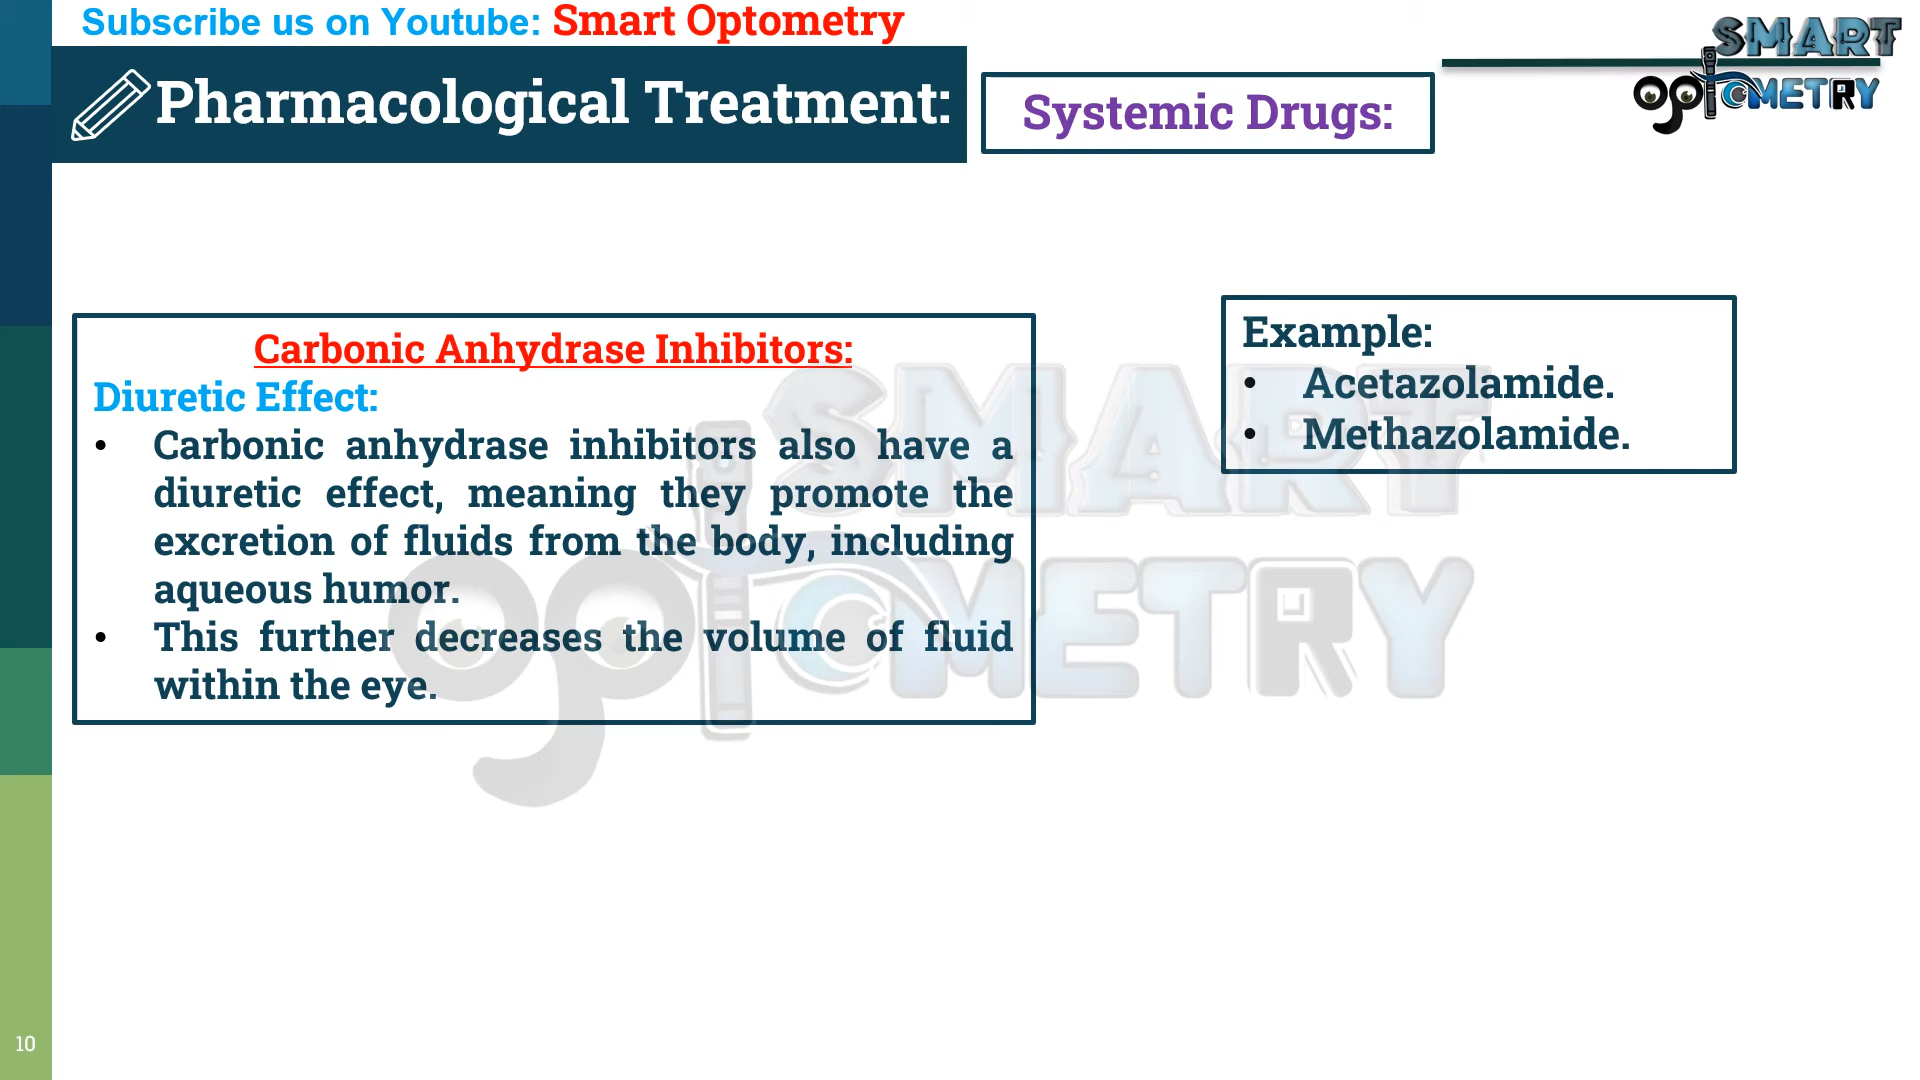 Subscribe us on Youtube: Smart Optometry
Pharmacological Treatment:
Systemic Drugs:
SMART
OptOMETRY
Carbonic Anhydrase Inhibitors:
Diuretic Effect:
• Carbonic anhydrase inhibitors also have a
diuretic effect, meaning they promote the
excretion of fluids from the body, including
aqueous humor.
• This further decreases the volume of fluid
within the eye.
Example:
• Acetazolamide.
• Methazolamide.
SMART
OptOMETRY
10